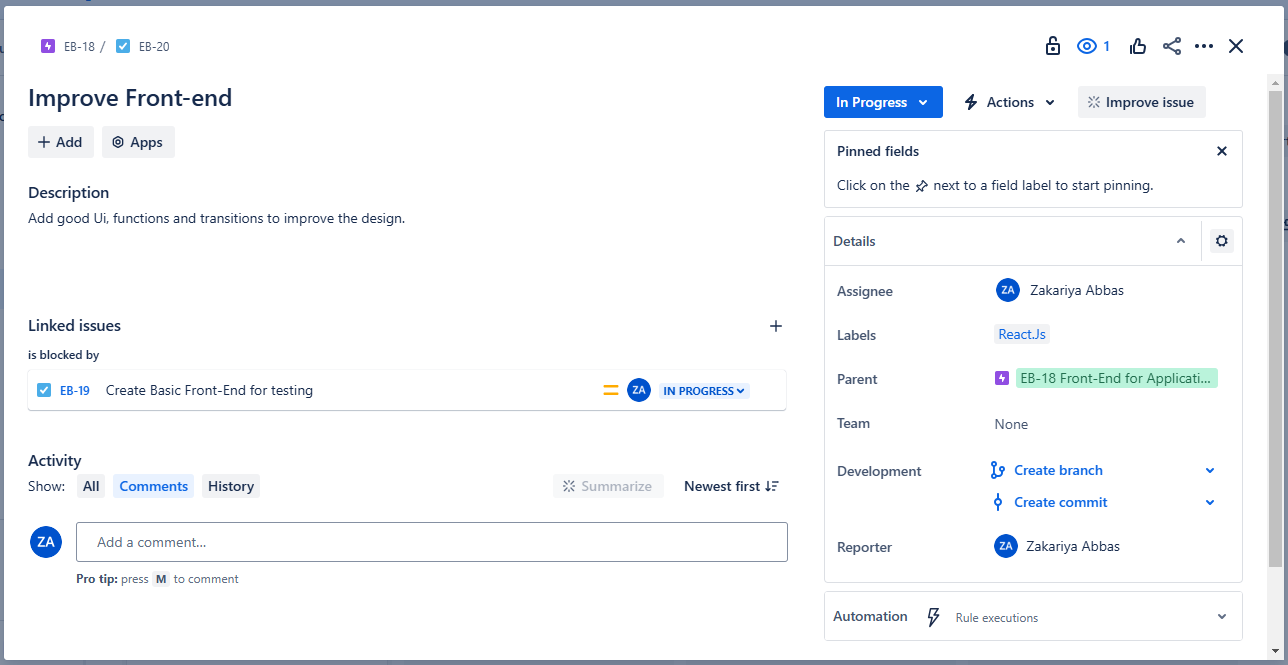 EB-18 / EB-20
1
Improve Front-end
Add
Apps
Description
Add good Ui, functions and transitions to improve the design.
Linked issues
is blocked by
EB-19 Create Basic Front-End for testing ZA IN PROGRESS
Activity
Show: All Comments History Summarize Newest first
ZA Add a comment…
Pro tip: press M to comment
In Progress Actions Improve issue
Pinned fields
Click on the next to a field label to start pinning.
Details
Assignee ZA Zakariya Abbas
Labels React.Js
Parent EB-18 Front-End for Applicati...
Team None
Development Create branch
Create commit
Reporter ZA Zakariya Abbas
Automation Rule executions